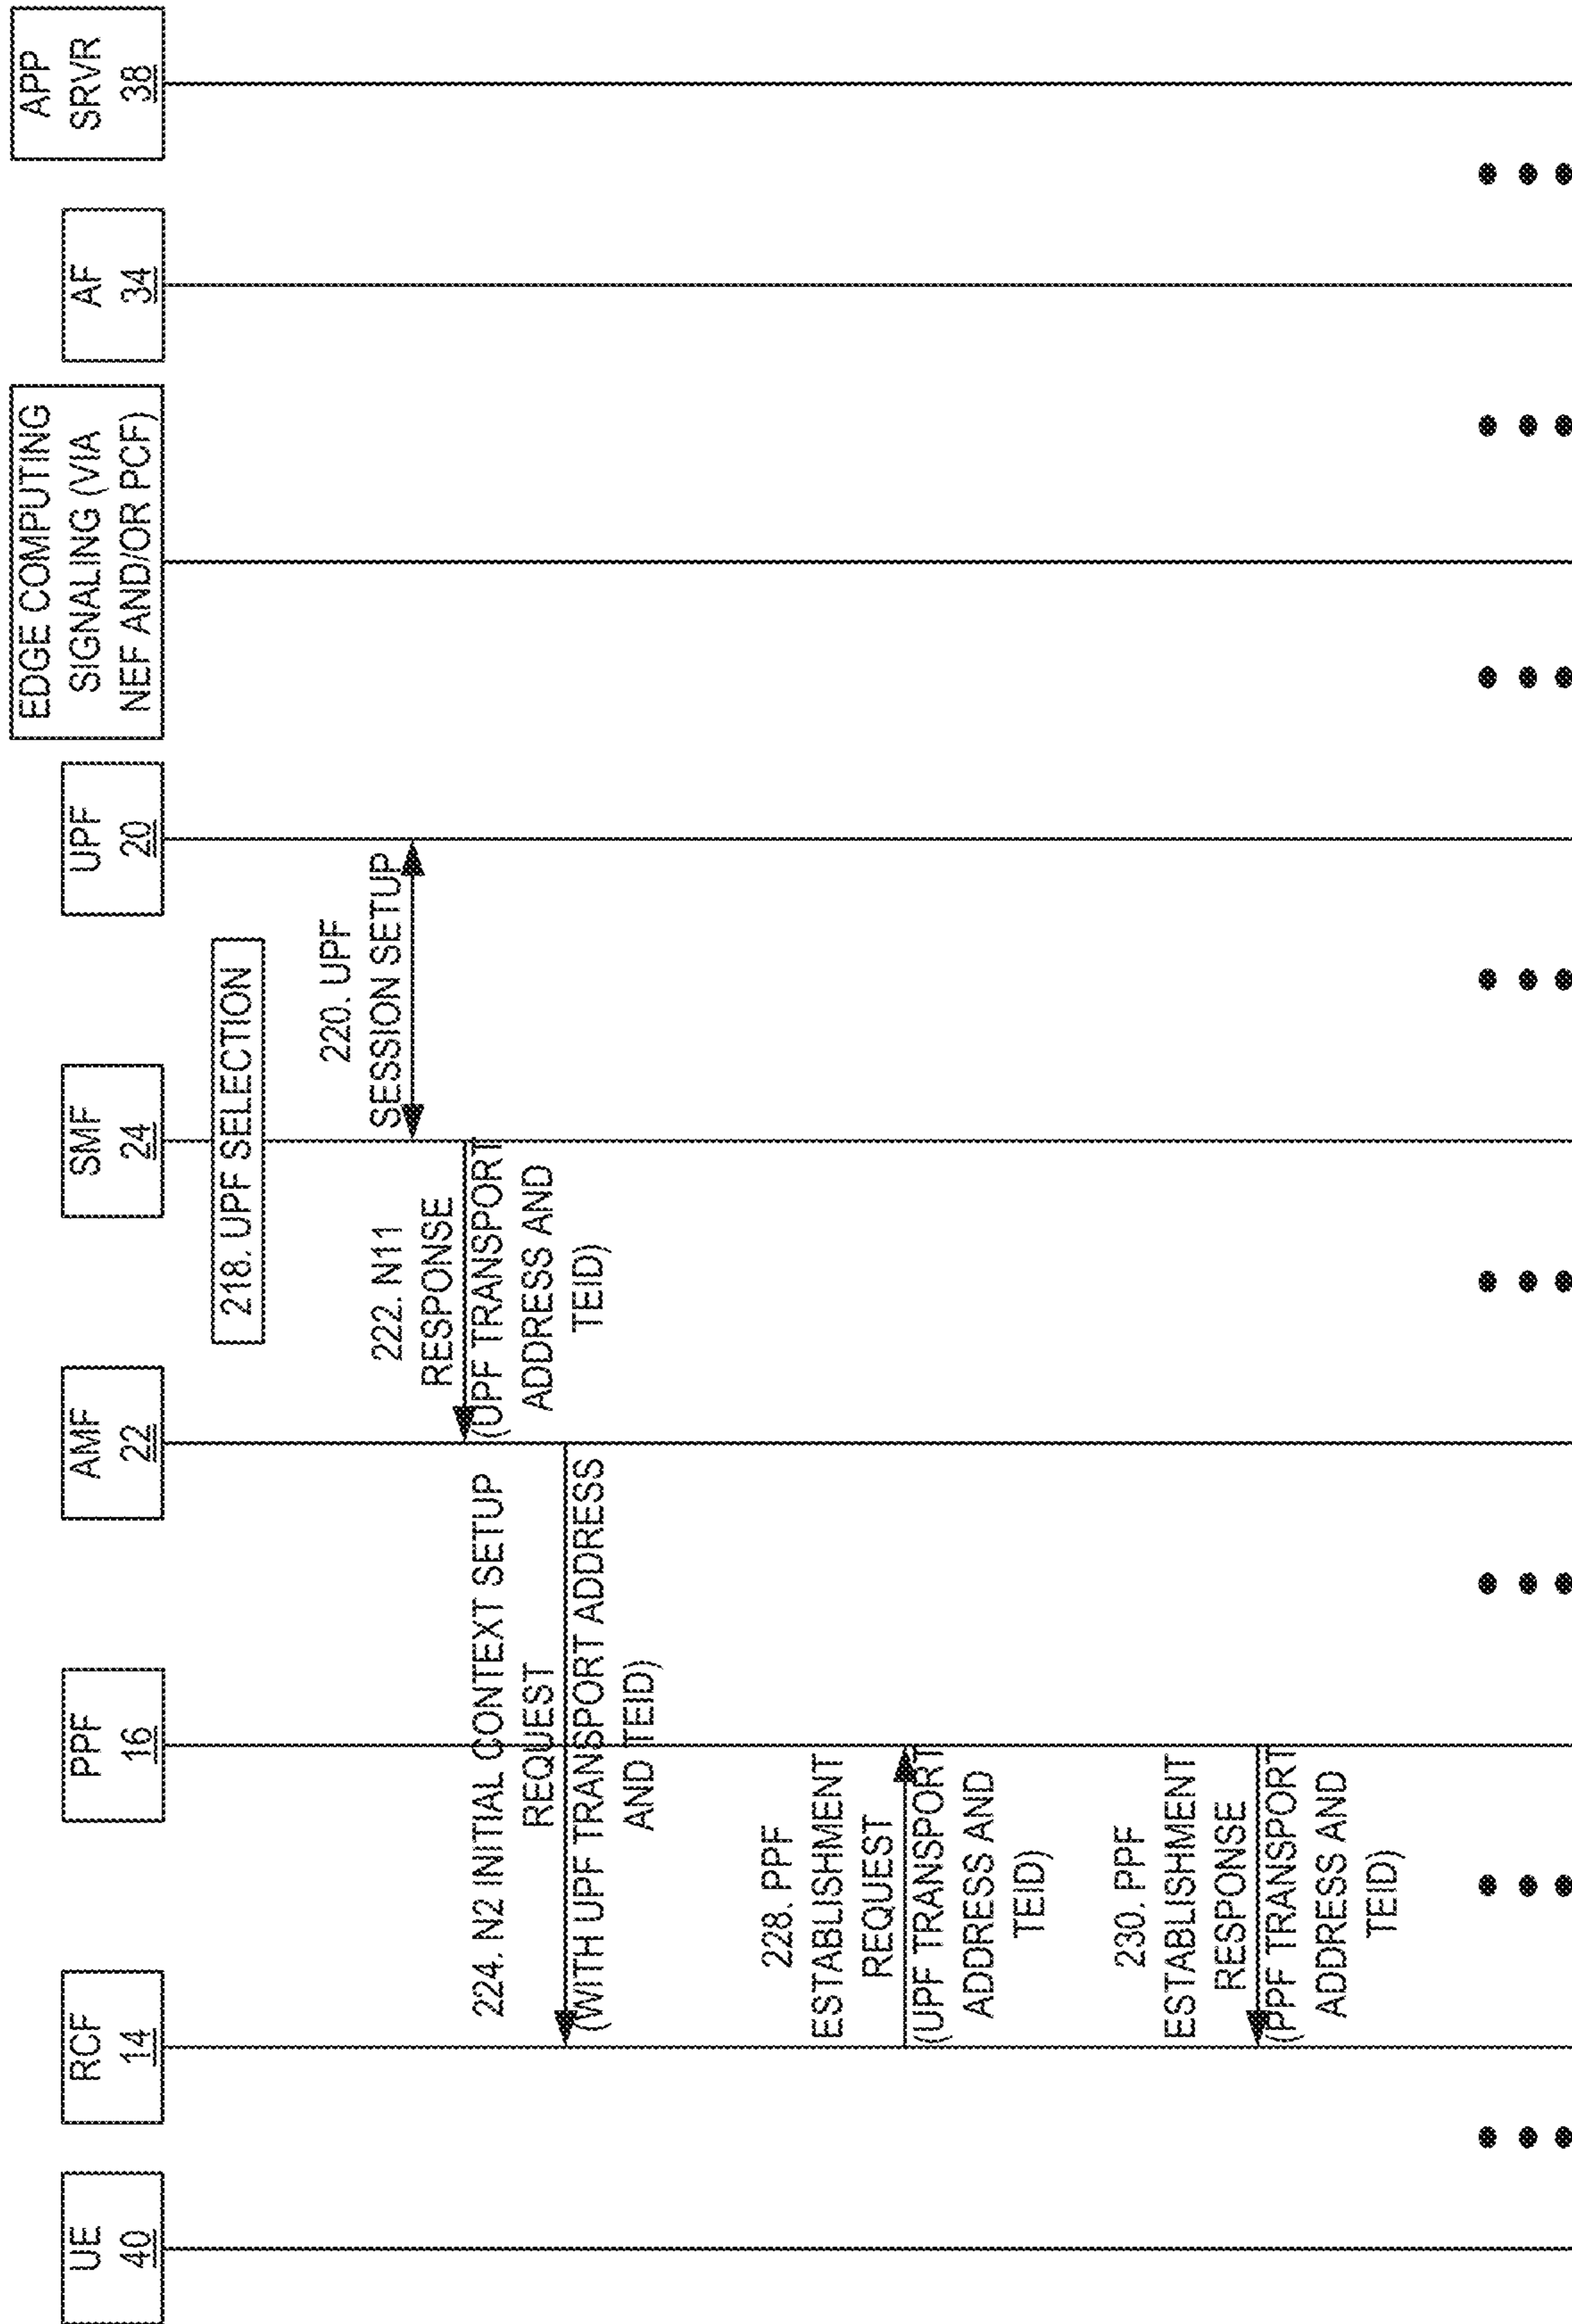 UE
40
RCF
14
PPF
16
AMF
22
SMF
24
UPF
20
EDGE COMPUTING
SIGNALING (VIA
NEF AND/OR PCF)
AF
34
APP
SRVR
38
218. UPF SELECTION
220. UPF
SESSION SETUP
222. N11
RESPONSE
(UPF TRANSPORT
ADDRESS AND
TEID)
224. N2 INITIAL CONTEXT SETUP
REQUEST
(WITH UPF TRANSPORT ADDRESS
AND TEID)
228. PPF
ESTABLISHMENT
REQUEST
(UPF TRANSPORT
ADDRESS AND
TEID)
230. PPF
ESTABLISHMENT
RESPONSE
(PPF TRANSPORT
ADDRESS AND
TEID)